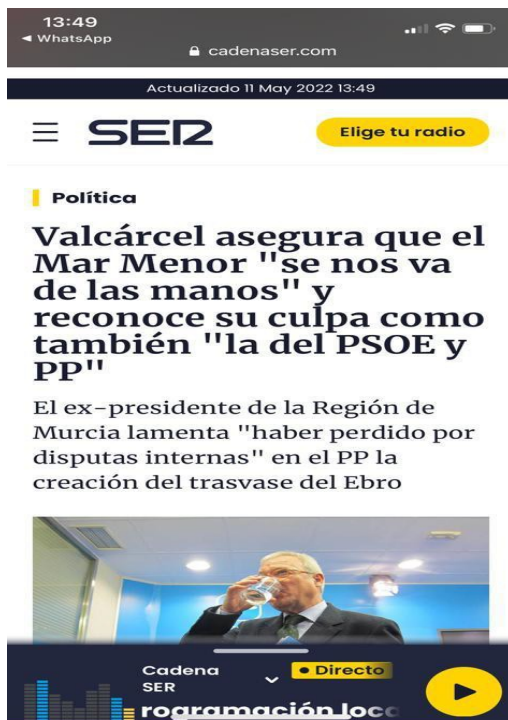 13:49
◄ WhatsApp
cadenaser.com
Actualizado 11 May 2022 13:49
SER
Elige tu radio
Política
Valcárcel asegura que el
Mar Menor "se nos va
de las manos" y
reconoce su culpa como
también "la del PSOE y
PP"
El ex-presidente de la Región de
Murcia lamenta "haber perdido por
disputas internas" en el PP la
creación del trasvase del Ebro
Cadena
SER
Directo